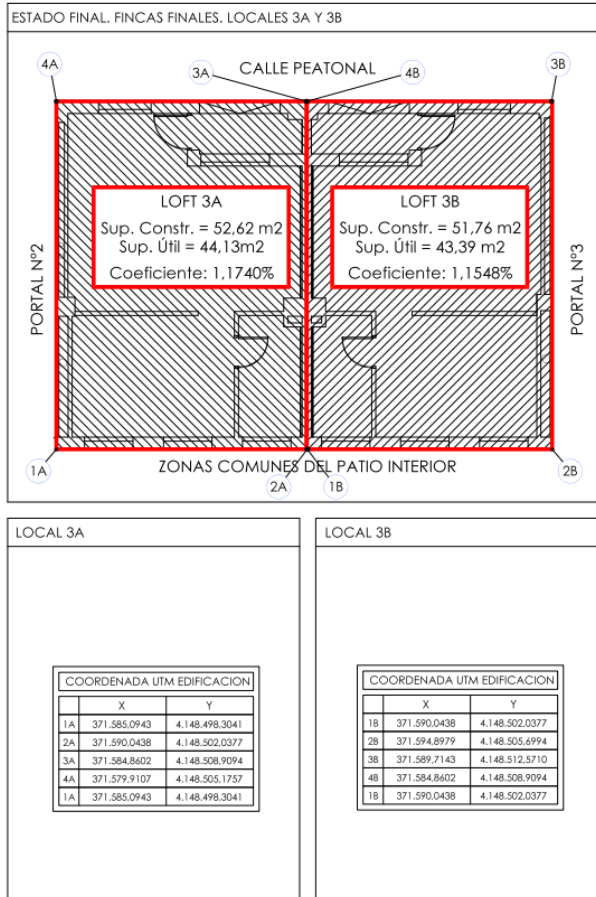 ESTADO FINAL. FINCAS FINALES. LOCALES 3A Y 3B
4A
3A
CALLE PEATONAL
4B
3B
LOFT 3A
Sup. Constr. = 52,62 m2
Sup. Útil = 44,13m2
Coeficiente: 1,1740%
LOFT 3B
Sup. Constr. = 51,76 m2
Sup. Útil = 43,39 m2
Coeficiente: 1,1548%
PORTAL Nº2
PORTAL Nº3
1A
ZONAS COMUNES DEL PATIO INTERIOR
2A
1B
2B
LOCAL 3A
COORDENADA UTM EDIFICACION
X Y
1A 371.585,0943 4.148.498,3041
2A 371.590,0438 4.148.502,0377
3A 371.584,8602 4.148.508,9094
4A 371.579,9107 4.148.505,1757
1A 371.585,0943 4.148.498,3041
LOCAL 3B
COORDENADA UTM EDIFICACION
X Y
1B 371.590,0438 4.148.502,0377
2B 371.594,8979 4.148.505,6994
3B 371.589,7143 4.148.512,5710
4B 371.584,8602 4.148.508,9094
1B 371.590,0438 4.148.502,0377